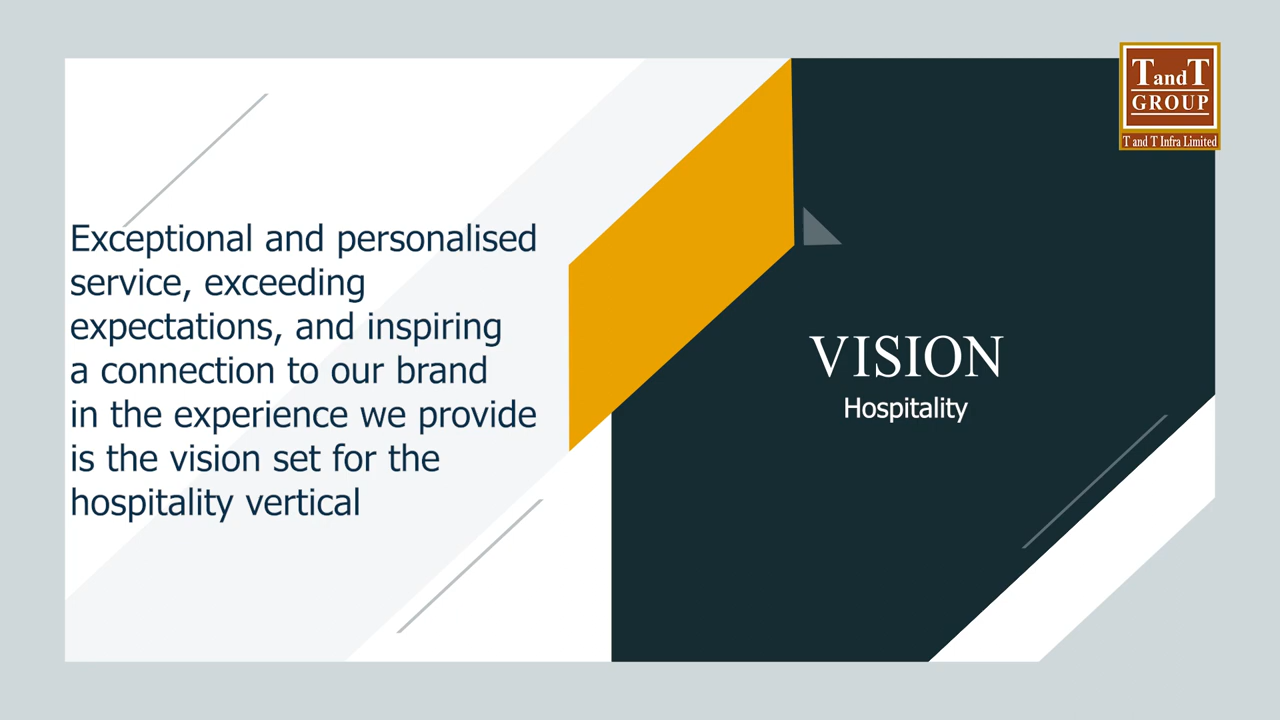 T and T
GROUP
T and T Infra Limited
Exceptional and personalised
service, exceeding
expectations, and inspiring
a connection to our brand
in the experience we provide
is the vision set for the
hospitality vertical
VISION
Hospitality